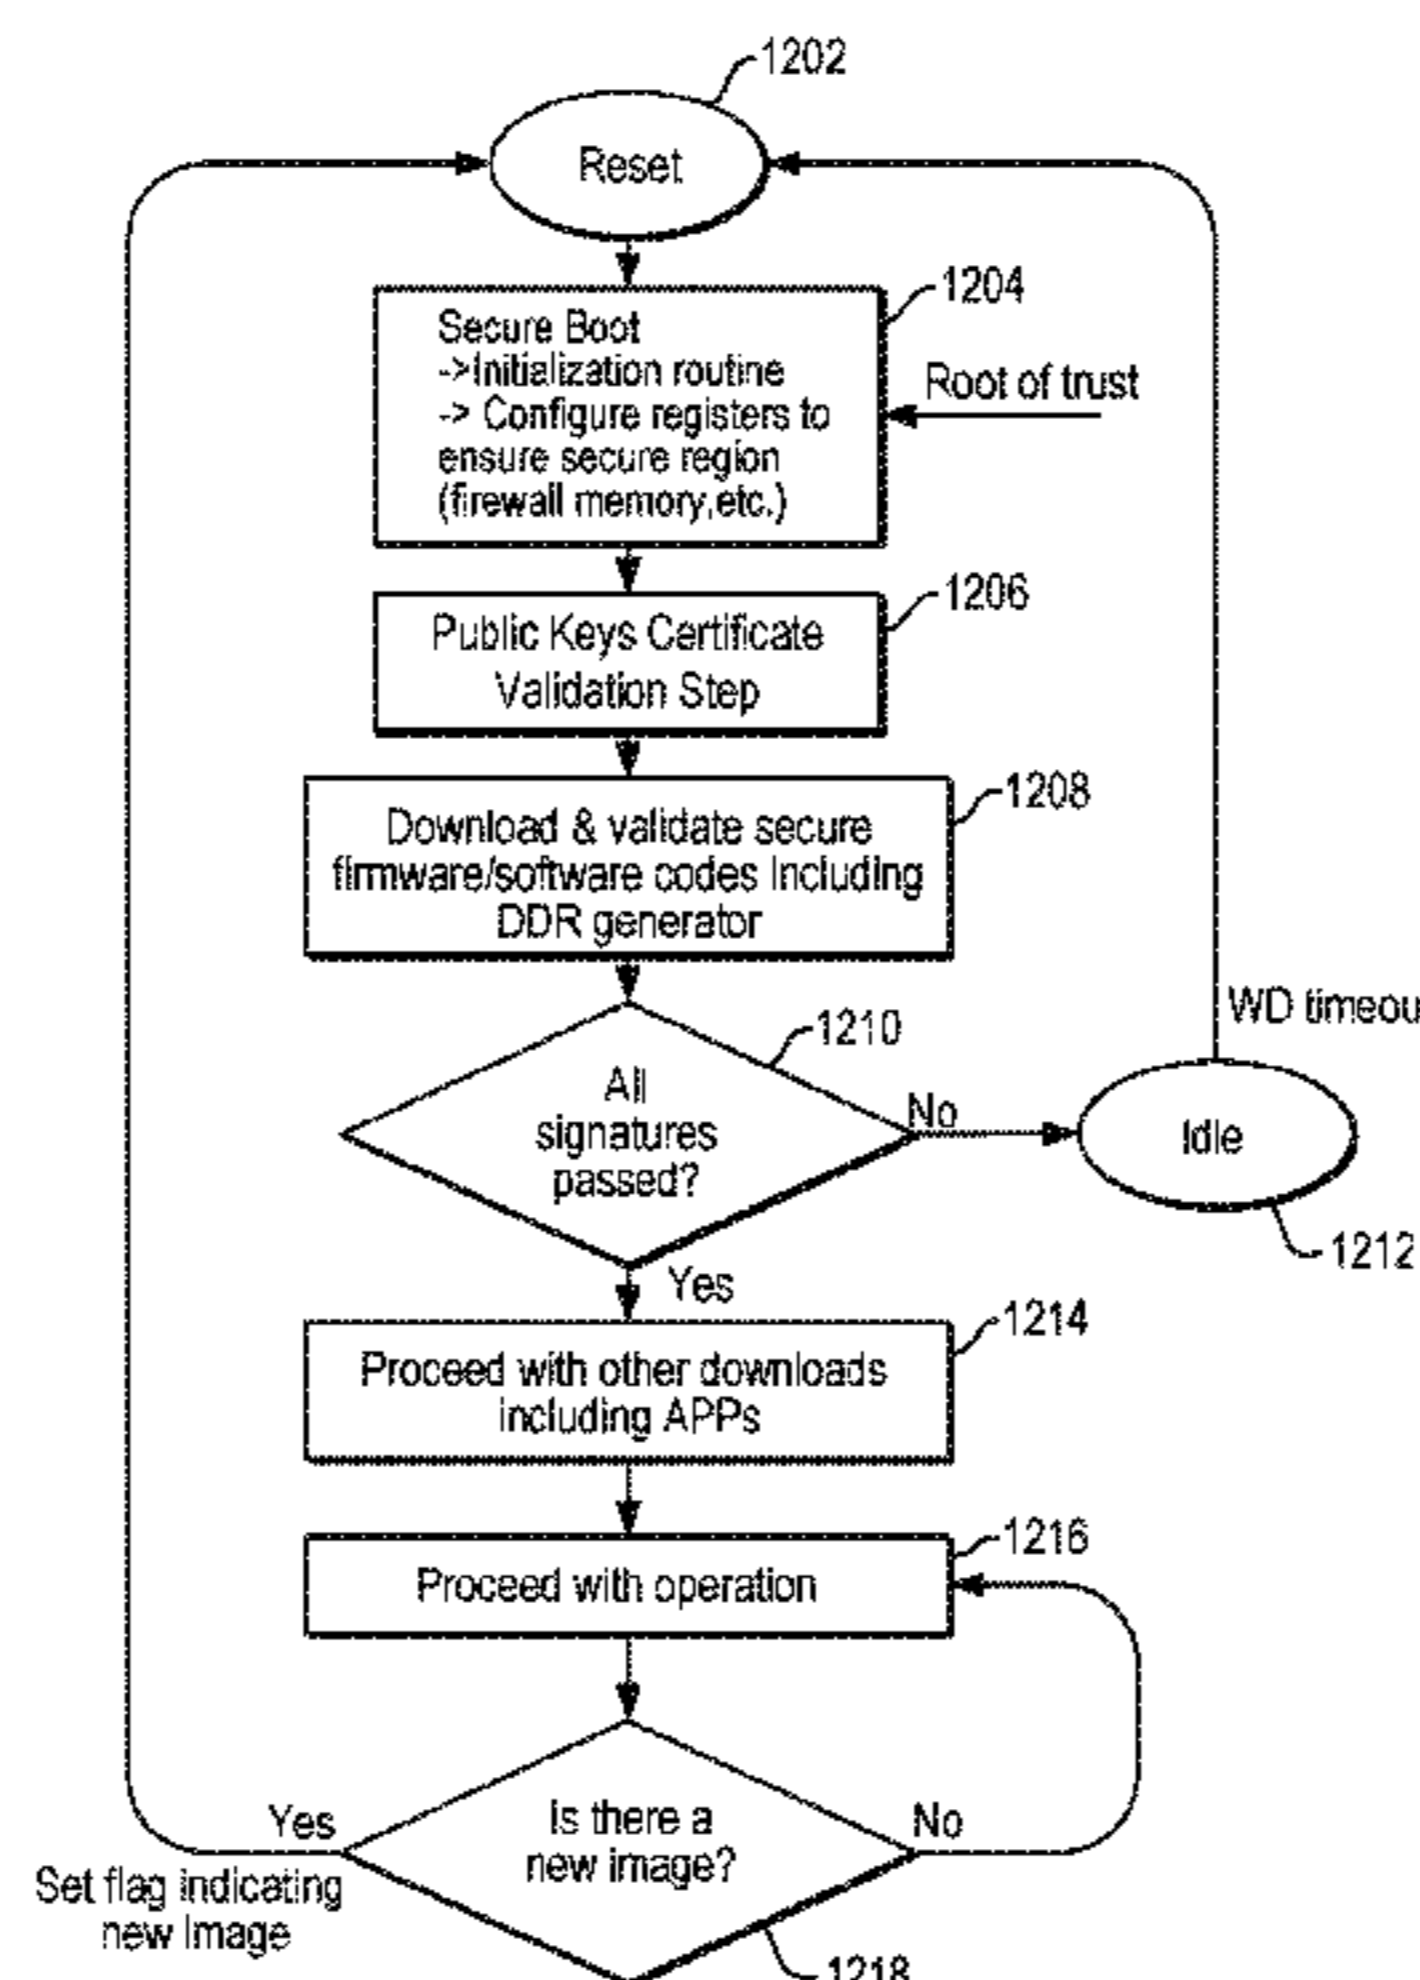 1202
Reset
1204
Secure Boot
->Initialization routine
-> Configure registers to
ensure secure region
(firewall memory,etc.)
Root of trust
1206
Public Keys Certificate
Validation Step
1208
Download & validate secure
firmware/software codes Including
DDR generator
WD timeou
1210
All
signatures
passed?
No
Idle
1212
Yes
1214
Proceed with other downloads
including APPs
1216
Proceed with operation
Is there a
new image?
Yes
No
Set flag indicating
new Image
1218